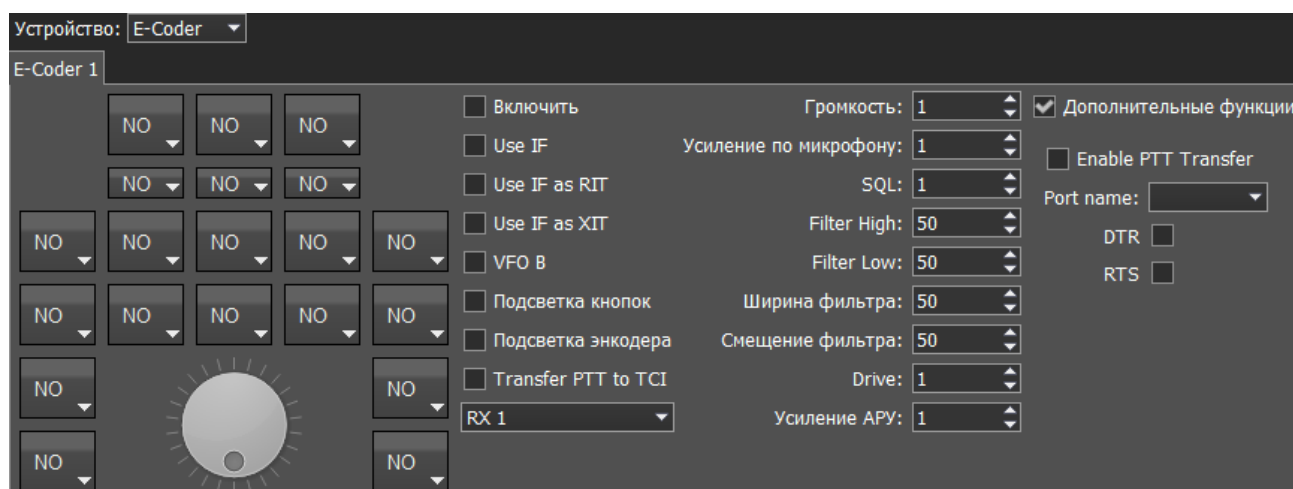 Устройство: E-Coder
E-Coder 1
NO NO NO
NO NO NO
NO NO NO NO NO
NO NO NO NO NO
NO NO
NO NO
Включить
Use IF
Use IF as RIT
Use IF as XIT
VFO B
Подсветка кнопок
Подсветка энкодера
Transfer PTT to TCI
RX 1
Громкость: 1
Усиление по микрофону: 1
SQL: 1
Filter High: 50
Filter Low: 50
Ширина фильтра: 50
Смещение фильтра: 50
Drive: 1
Усиление АРУ: 1
Дополнительные функции
Enable PTT Transfer
Port name:
DTR
RTS